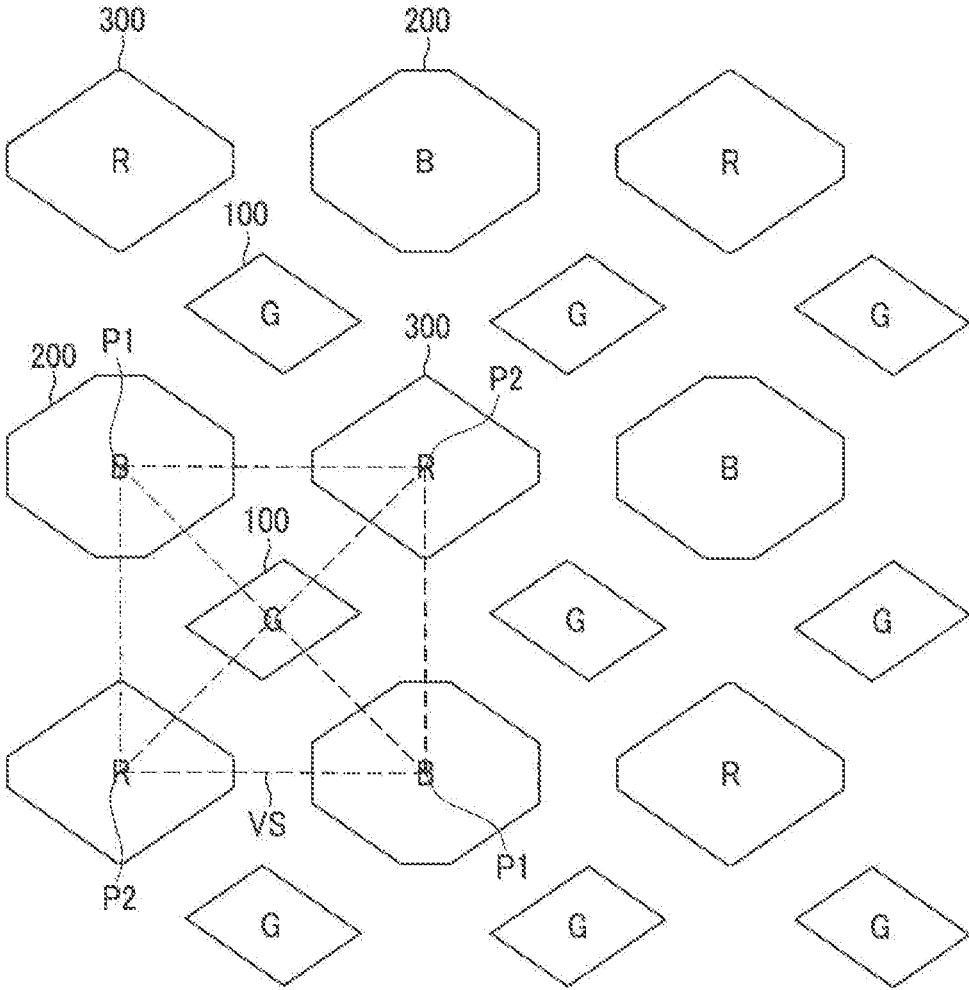 300 200
R B R
100
G G G
P1 300
200 P2
B R B
100
G G G
R B R
VS
P2 P1
G G G